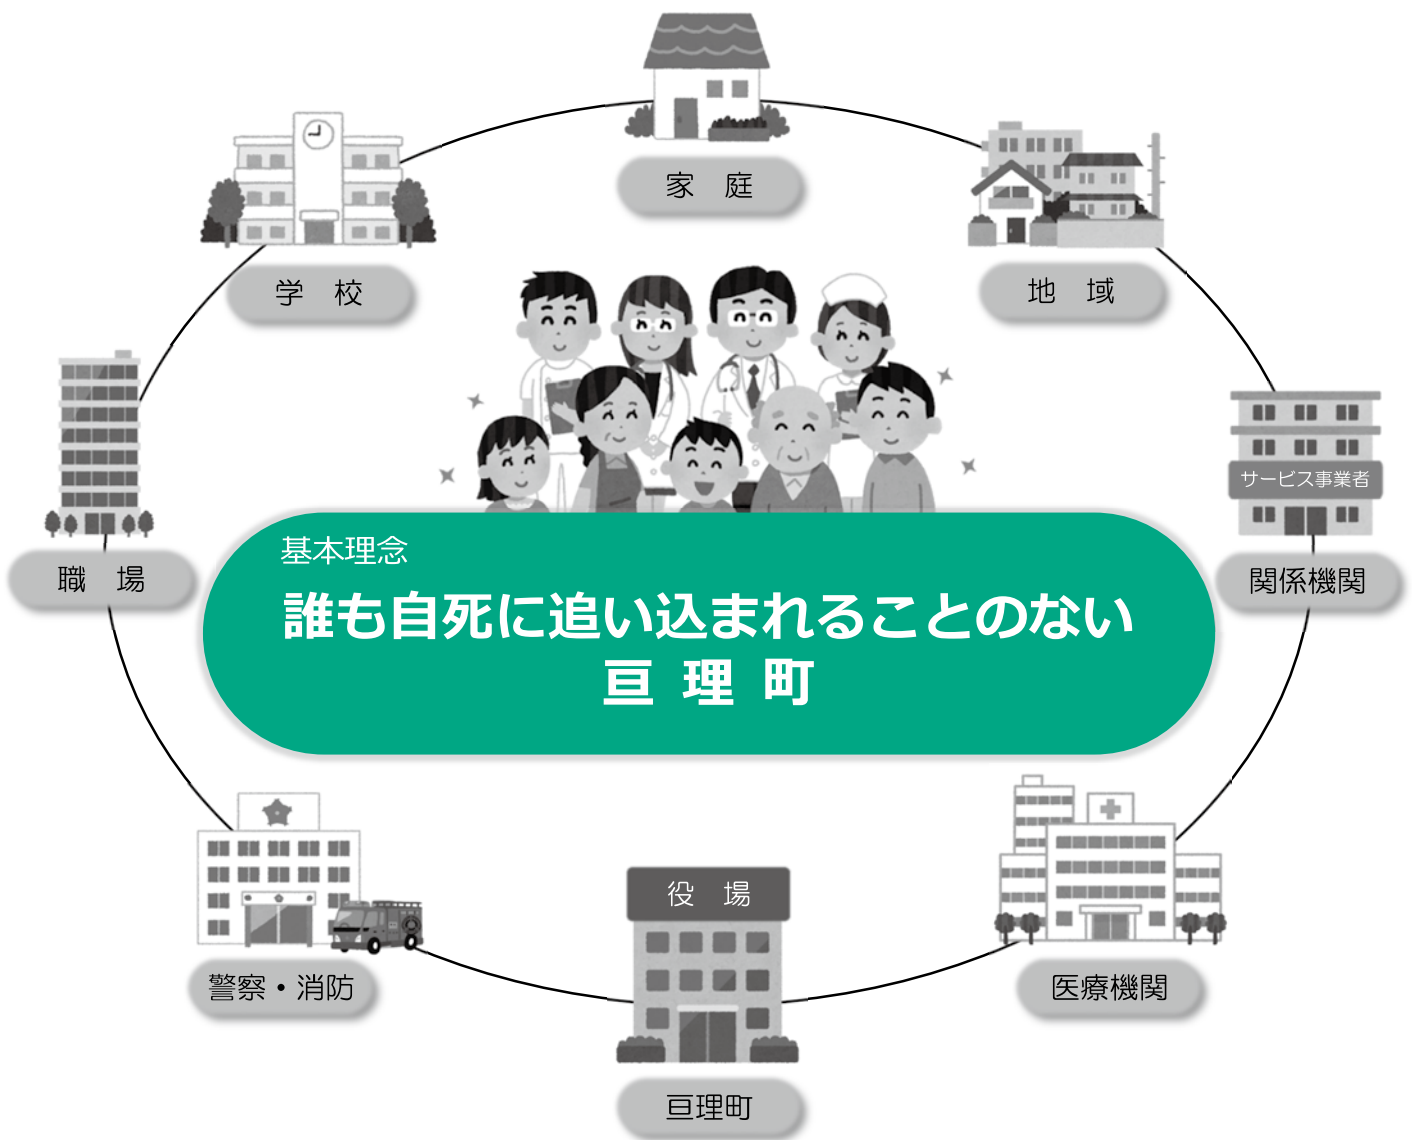 家　庭
学　校
地　域
職　場
サービス事業者
関係機関
基本理念
誰も自死に追い込まれることのない
亘 理 町
警察・消防
役　場
医療機関
亘理町